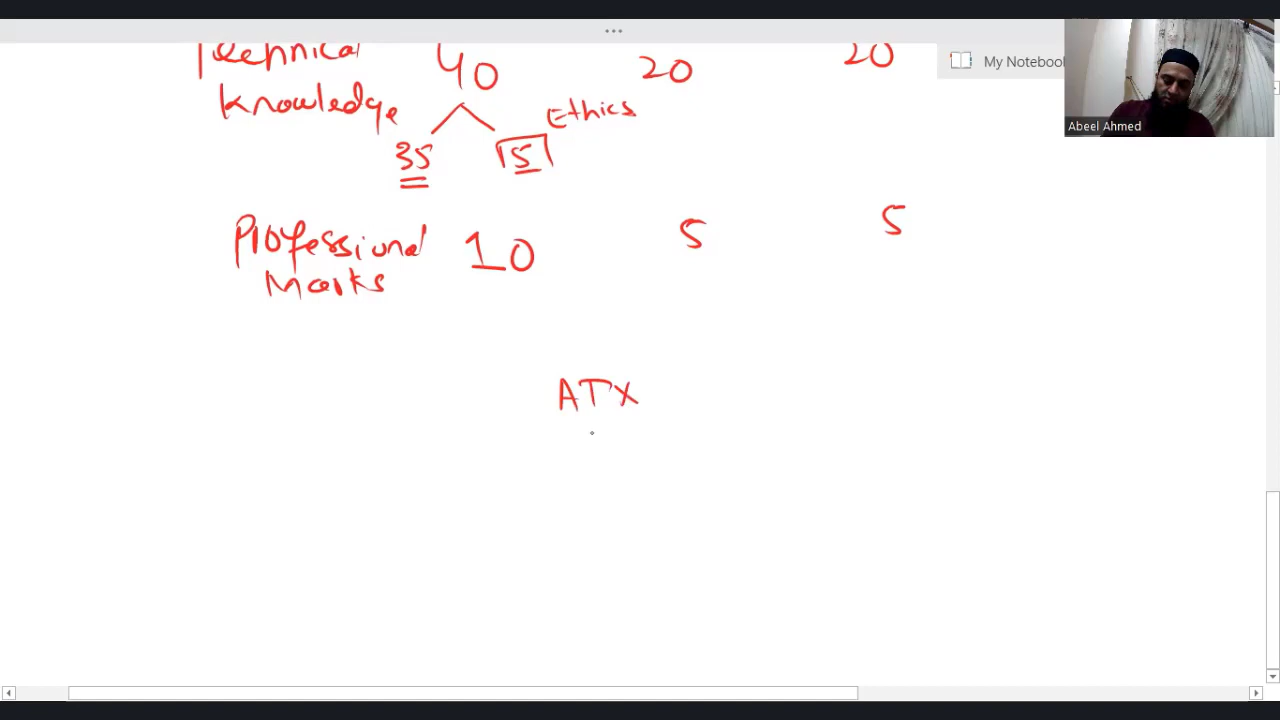 Technical 40 20 20
knowledge
Ethics
35 5
Professional 10 5 5
Marks
ATX
My Notebook
Abeel Ahmed